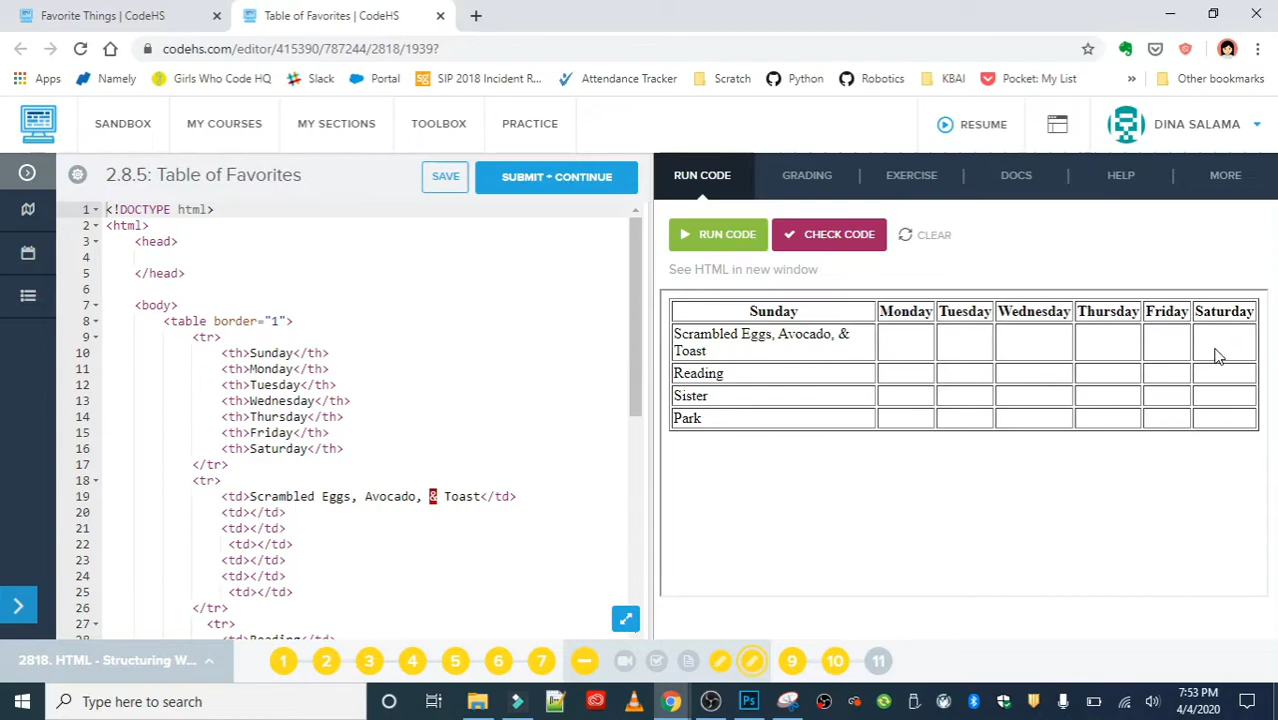 Favorite Things | CodeHS
Table of Favorites | CodeHS
codehs.com/editor/415390/787244/2818/1939?
Apps Namely Girls Who Code HQ Slack Portal SIP 2018 Incident R... Attendance Tracker Scratch Python Robotics KBAI Pocket: My List » Other bookmarks
SANDBOX MY COURSES MY SECTIONS TOOLBOX PRACTICE RESUME DINA SALAMA
2.8.5: Table of Favorites SAVE SUBMIT + CONTINUE
RUN CODE GRADING EXERCISE DOCS HELP MORE
RUN CODE CHECK CODE CLEAR
See HTML in new window
1 <!DOCTYPE html>
2 <html>
3 <head>
4
5 </head>
6
7 <body>
8 <table border="1">
9 <tr>
10 <th>Sunday</th>
11 <th>Monday</th>
12 <th>Tuesday</th>
13 <th>Wednesday</th>
14 <th>Thursday</th>
15 <th>Friday</th>
16 <th>Saturday</th>
17 </tr>
18 <tr>
19 <td>Scrambled Eggs, Avocado, & Toast</td>
20 <td></td>
21 <td></td>
22 <td></td>
23 <td></td>
24 <td></td>
25 <td></td>
26 </tr>
27 <tr>
28 <td>Reading</td>
Sunday Monday Tuesday Wednesday Thursday Friday Saturday
Scrambled Eggs, Avocado, &
Toast
Reading
Sister
Park
2818. HTML - Structuring W...
1 2 3 4 5 6 7 9 10 11
Type here to search
7:53 PM
4/4/2020